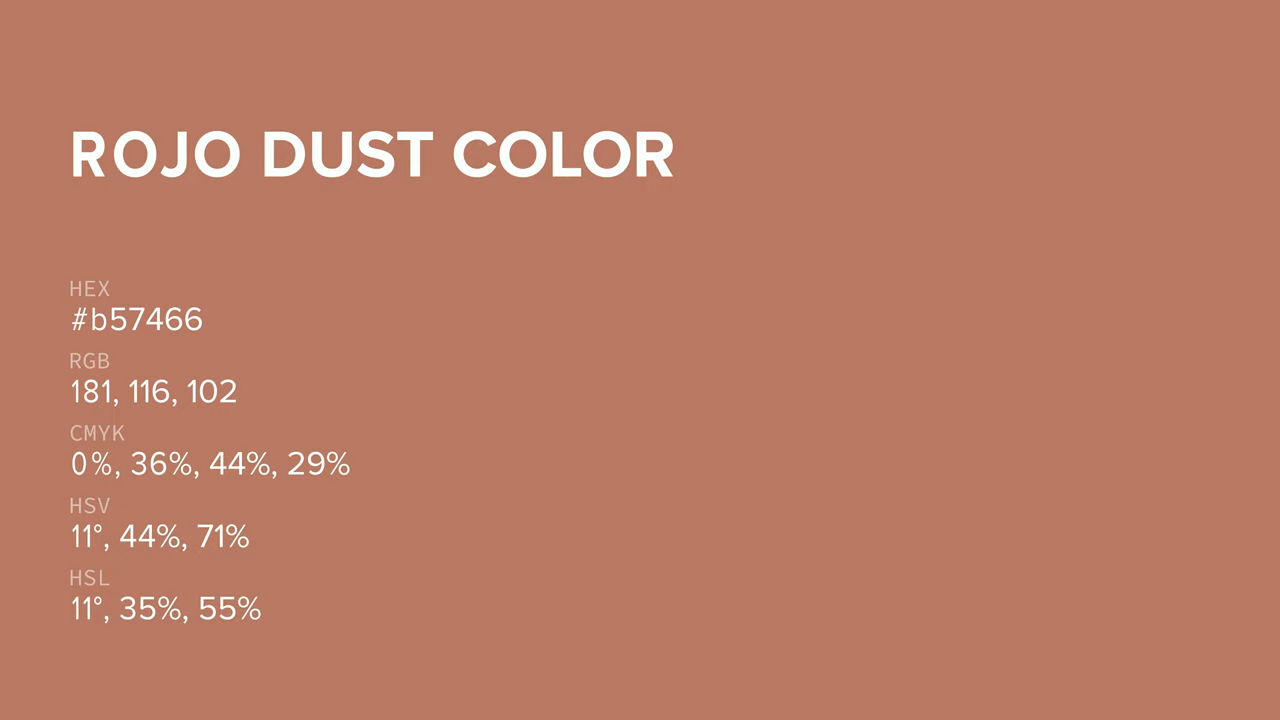 ROJO DUST COLOR
HEX
#b57466
RGB
181, 116, 102
CMYK
0%, 36%, 44%, 29%
HSV
11°, 44%, 71%
HSL
11°, 35%, 55%